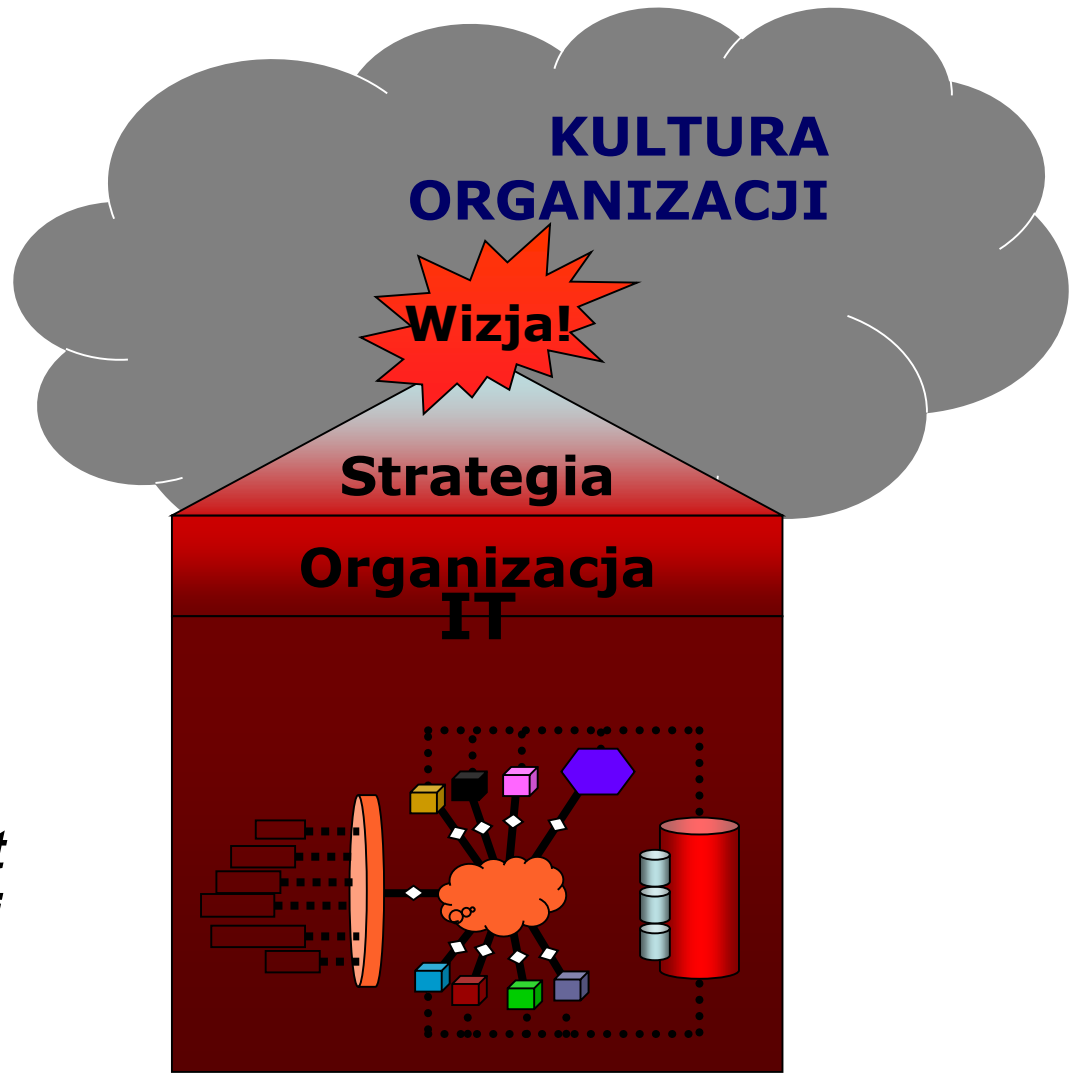 KULTURA
ORGANIZACJI
Wizja!
Strategia
Organizacja
IT